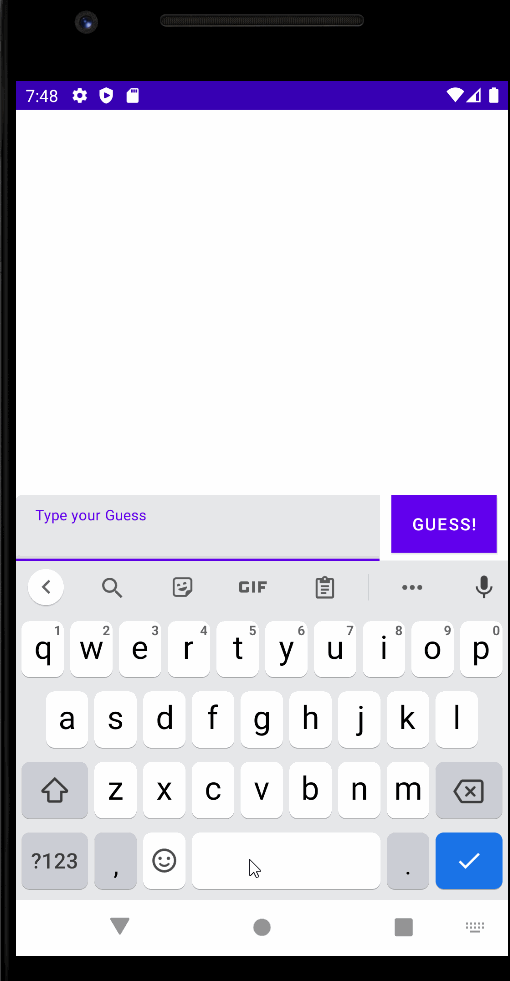 7:48
Type your Guess
GUESS!
GIF
q1 w2 e3 r4 t5 y6 u7 i8 o9 p0
a s d f g h j k l
z x c v b n m
?123 , .